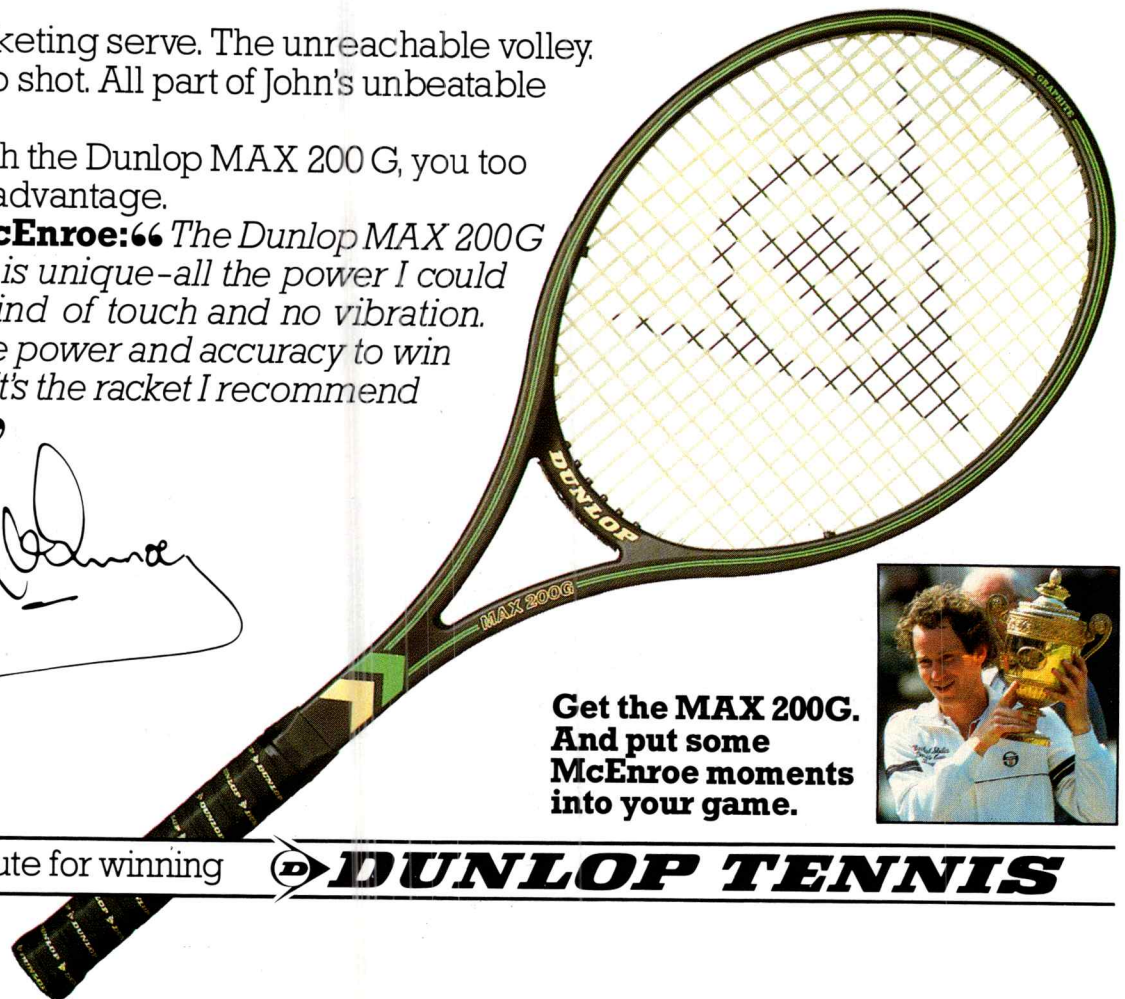 keting serve. The unreachable volley.
shot. All part of John's unbeatable
h the Dunlop MAX 200 G, you too
advantage.
cEnroe:“ The Dunlop MAX 200G
is unique-all the power I could
ind of touch and no vibration.
e power and accuracy to win
t's the racket I recommend
GRAPHITE
DUNLOP
MAX 200G
Get the MAX 200G.
And put some
McEnroe moments
into your game.
ute for winning
D DUNLOP TENNIS
DUNLOP
DUNLOP
DUNLOP